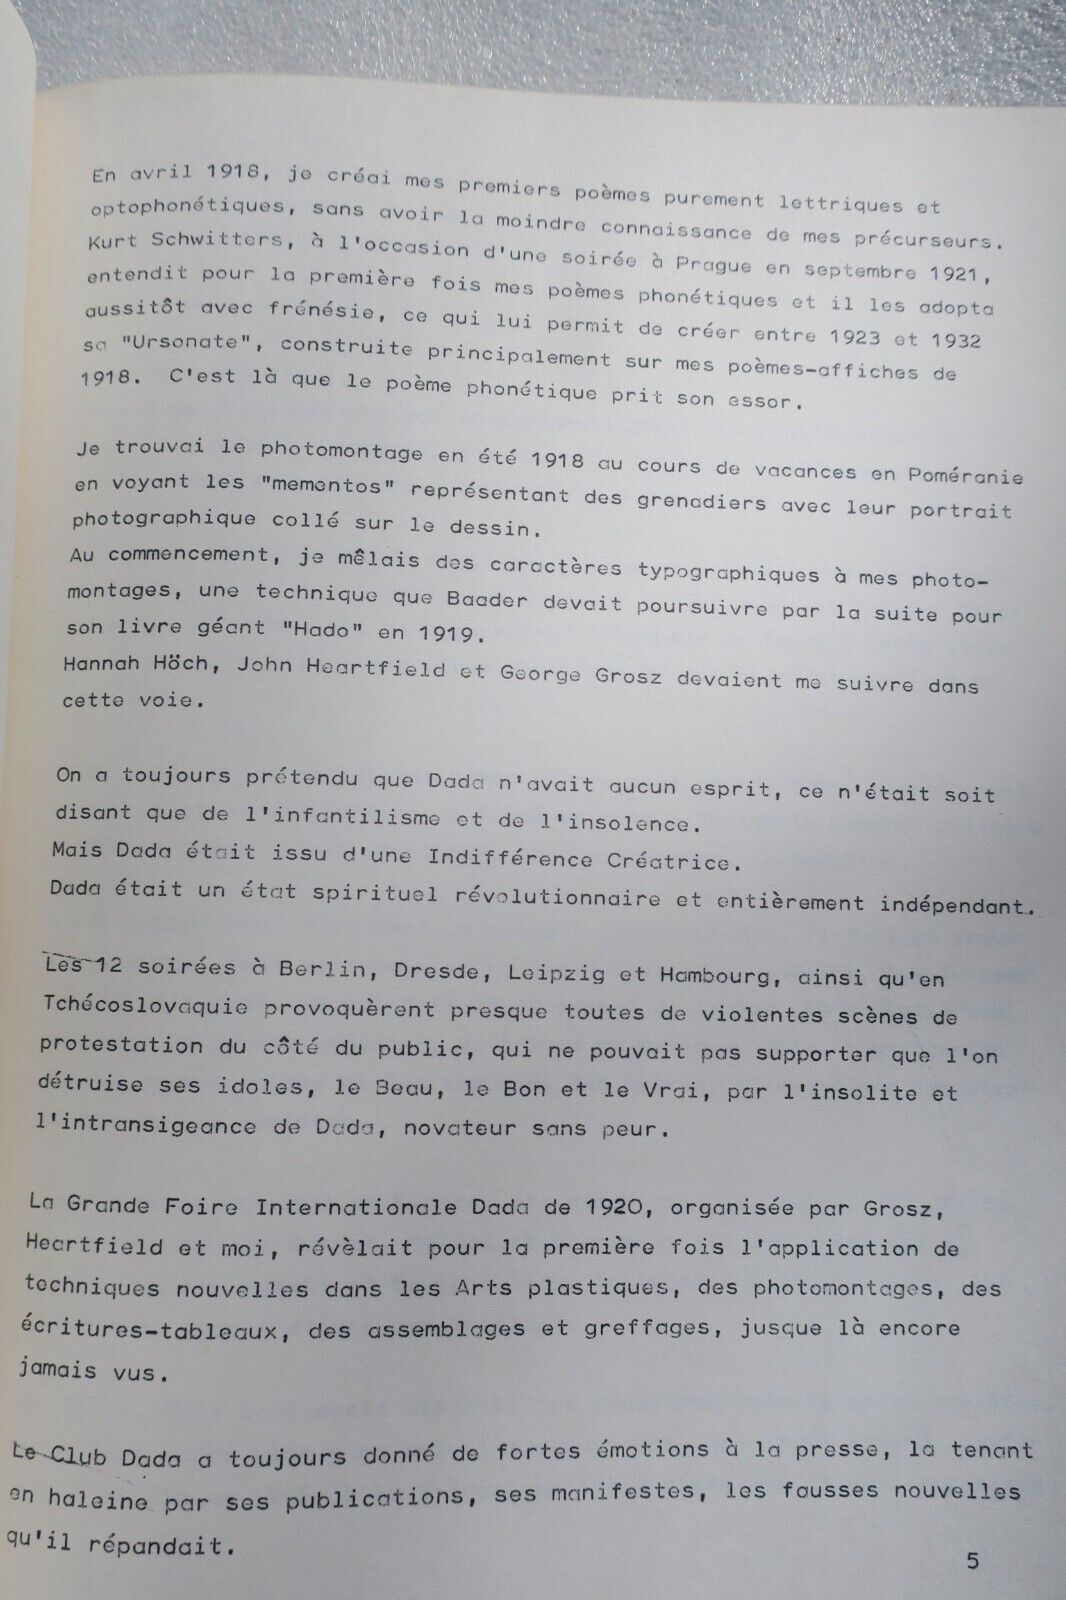 En avril 1918, je créai mes premiers poèmes purement lettriques et
optophonétiques, sans avoir la moindre connaissance de mes précurseurs.
Kurt Schwitters, à l'occasion d'une soirée à Prague en septembre 1921,
entendit pour la première fois mes poèmes phonétiques et il les adopta
aussitôt avec frénésie, ce qui lui permit de créer entre 1923 et 1932
sa "Ursonate", construite principalement sur mes poèmes-affiches de
1918. C'est là que le poème phonétique prit son essor.
Je trouvai le photomontage en été 1918 au cours de vacances en Poméranie
en voyant les "mementos" représentant des grenadiers avec leur portrait
photographique collé sur le dessin.
Au commencement, je mêlais des caractères typographiques à mes photo-
montages, une technique que Baader devait poursuivre par la suite pour
son livre géant "Hado" en 1919.
Hannah Höch, John Heartfield et George Grosz devaient me suivre dans
cette voie.
On a toujours prétendu que Dada n'avait aucun esprit, ce n'était soit
disant que de l'infantilisme et de l'insolence.
Mais Dada était issu d'une Indifférence Créatrice.
Dada était un état spirituel révolutionnaire et entièrement indépendant.
Les 12 soirées à Berlin, Dresde, Leipzig et Hambourg, ainsi qu'en
Tchécoslovaquie provoquèrent presque toutes de violentes scènes de
protestation du côté du public, qui ne pouvait pas supporter que l'on
détruise ses idoles, le Beau, le Bon et le Vrai, par l'insolite et
l'intransigeance de Dada, novateur sans peur.
La Grande Foire Internationale Dada de 1920, organisée par Grosz,
Heartfield et moi, révèlait pour la première fois l'application de
techniques nouvelles dans les Arts plastiques, des photomontages, des
écritures-tableaux, des assemblages et greffages, jusque là encore
jamais vus.
Le Club Dada a toujours donné de fortes émotions à la presse, la tenant
en haleine par ses publications, ses manifestes, les fausses nouvelles
qu'il répandait.
5